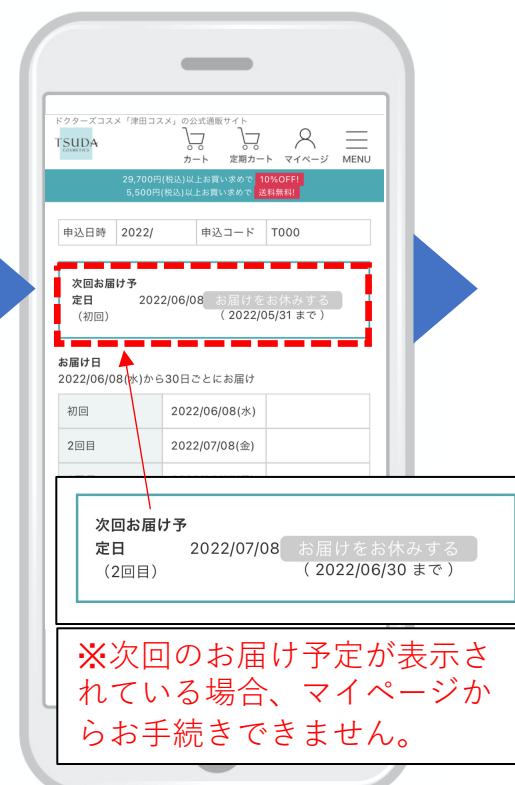 ドクターズコスメ「津田コスメ」の公式通販サイト
TSUDA
COSMETICS
カート 定期カート マイページ MENU
29,700円(税込)以上お買い求めで 10%OFF!
5,500円(税込)以上お買い求めで 送料無料!
申込日時 2022/ 申込コード T000
次回お届け予
定日 2022/06/08 お届けをお休みする
（初回） （2022/05/31 まで）
お届け日
2022/06/08(水)から30日ごとにお届け
初回 2022/06/08(水)
2回目 2022/07/08(金)
次回お届け予
定日 2022/07/08 お届けをお休みする
（2回目） （2022/06/30 まで）
※次回のお届け予定が表示さ
れている場合、マイページか
らお手続きできません。